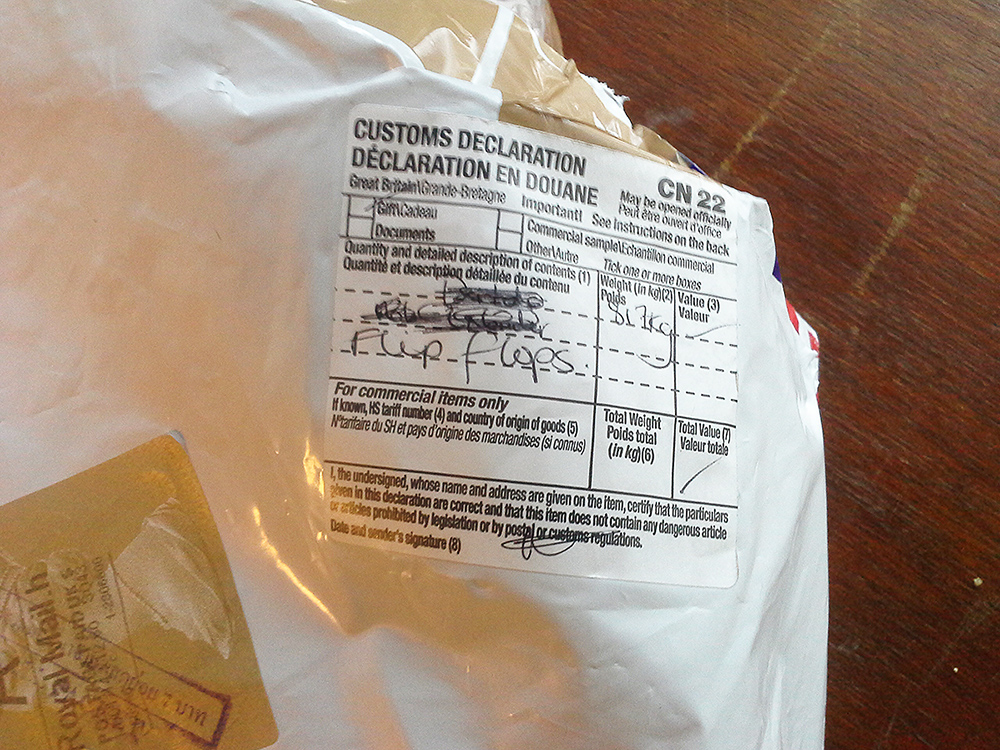 CUSTOMS DECLARATION
DÉCLARATION EN DOUANE
CN 22
Great Britain\Grande-Bretagne
Important!
May be opened officially
Peut être ouvert d'office
See instructions on the back
Gift\Cadeau
Commercial sample\Echantillon commercial
Documents
Other\Autre
Tick one or more boxes
Quantity and detailed description of contents (1)
Quantité et description détaillée du contenu
Weight (in kg)(2)
Poids
Value (3)
Valeur
Flip flops.
For commercial items only
If known, HS tariff number (4) and country of origin of goods (5)
N°tarifaire du SH et pays d'origine des marchandises (si connus)
Total Weight
Poids total
(in kg)(6)
Total Value (7)
Valeur totale
I, the undersigned, whose name and address are given on the item, certify that the particulars
given in this declaration are correct and that this item does not contain any dangerous article
or articles prohibited by legislation or by postal or customs regulations.
Date and sender's signature (8)
Royal Mail